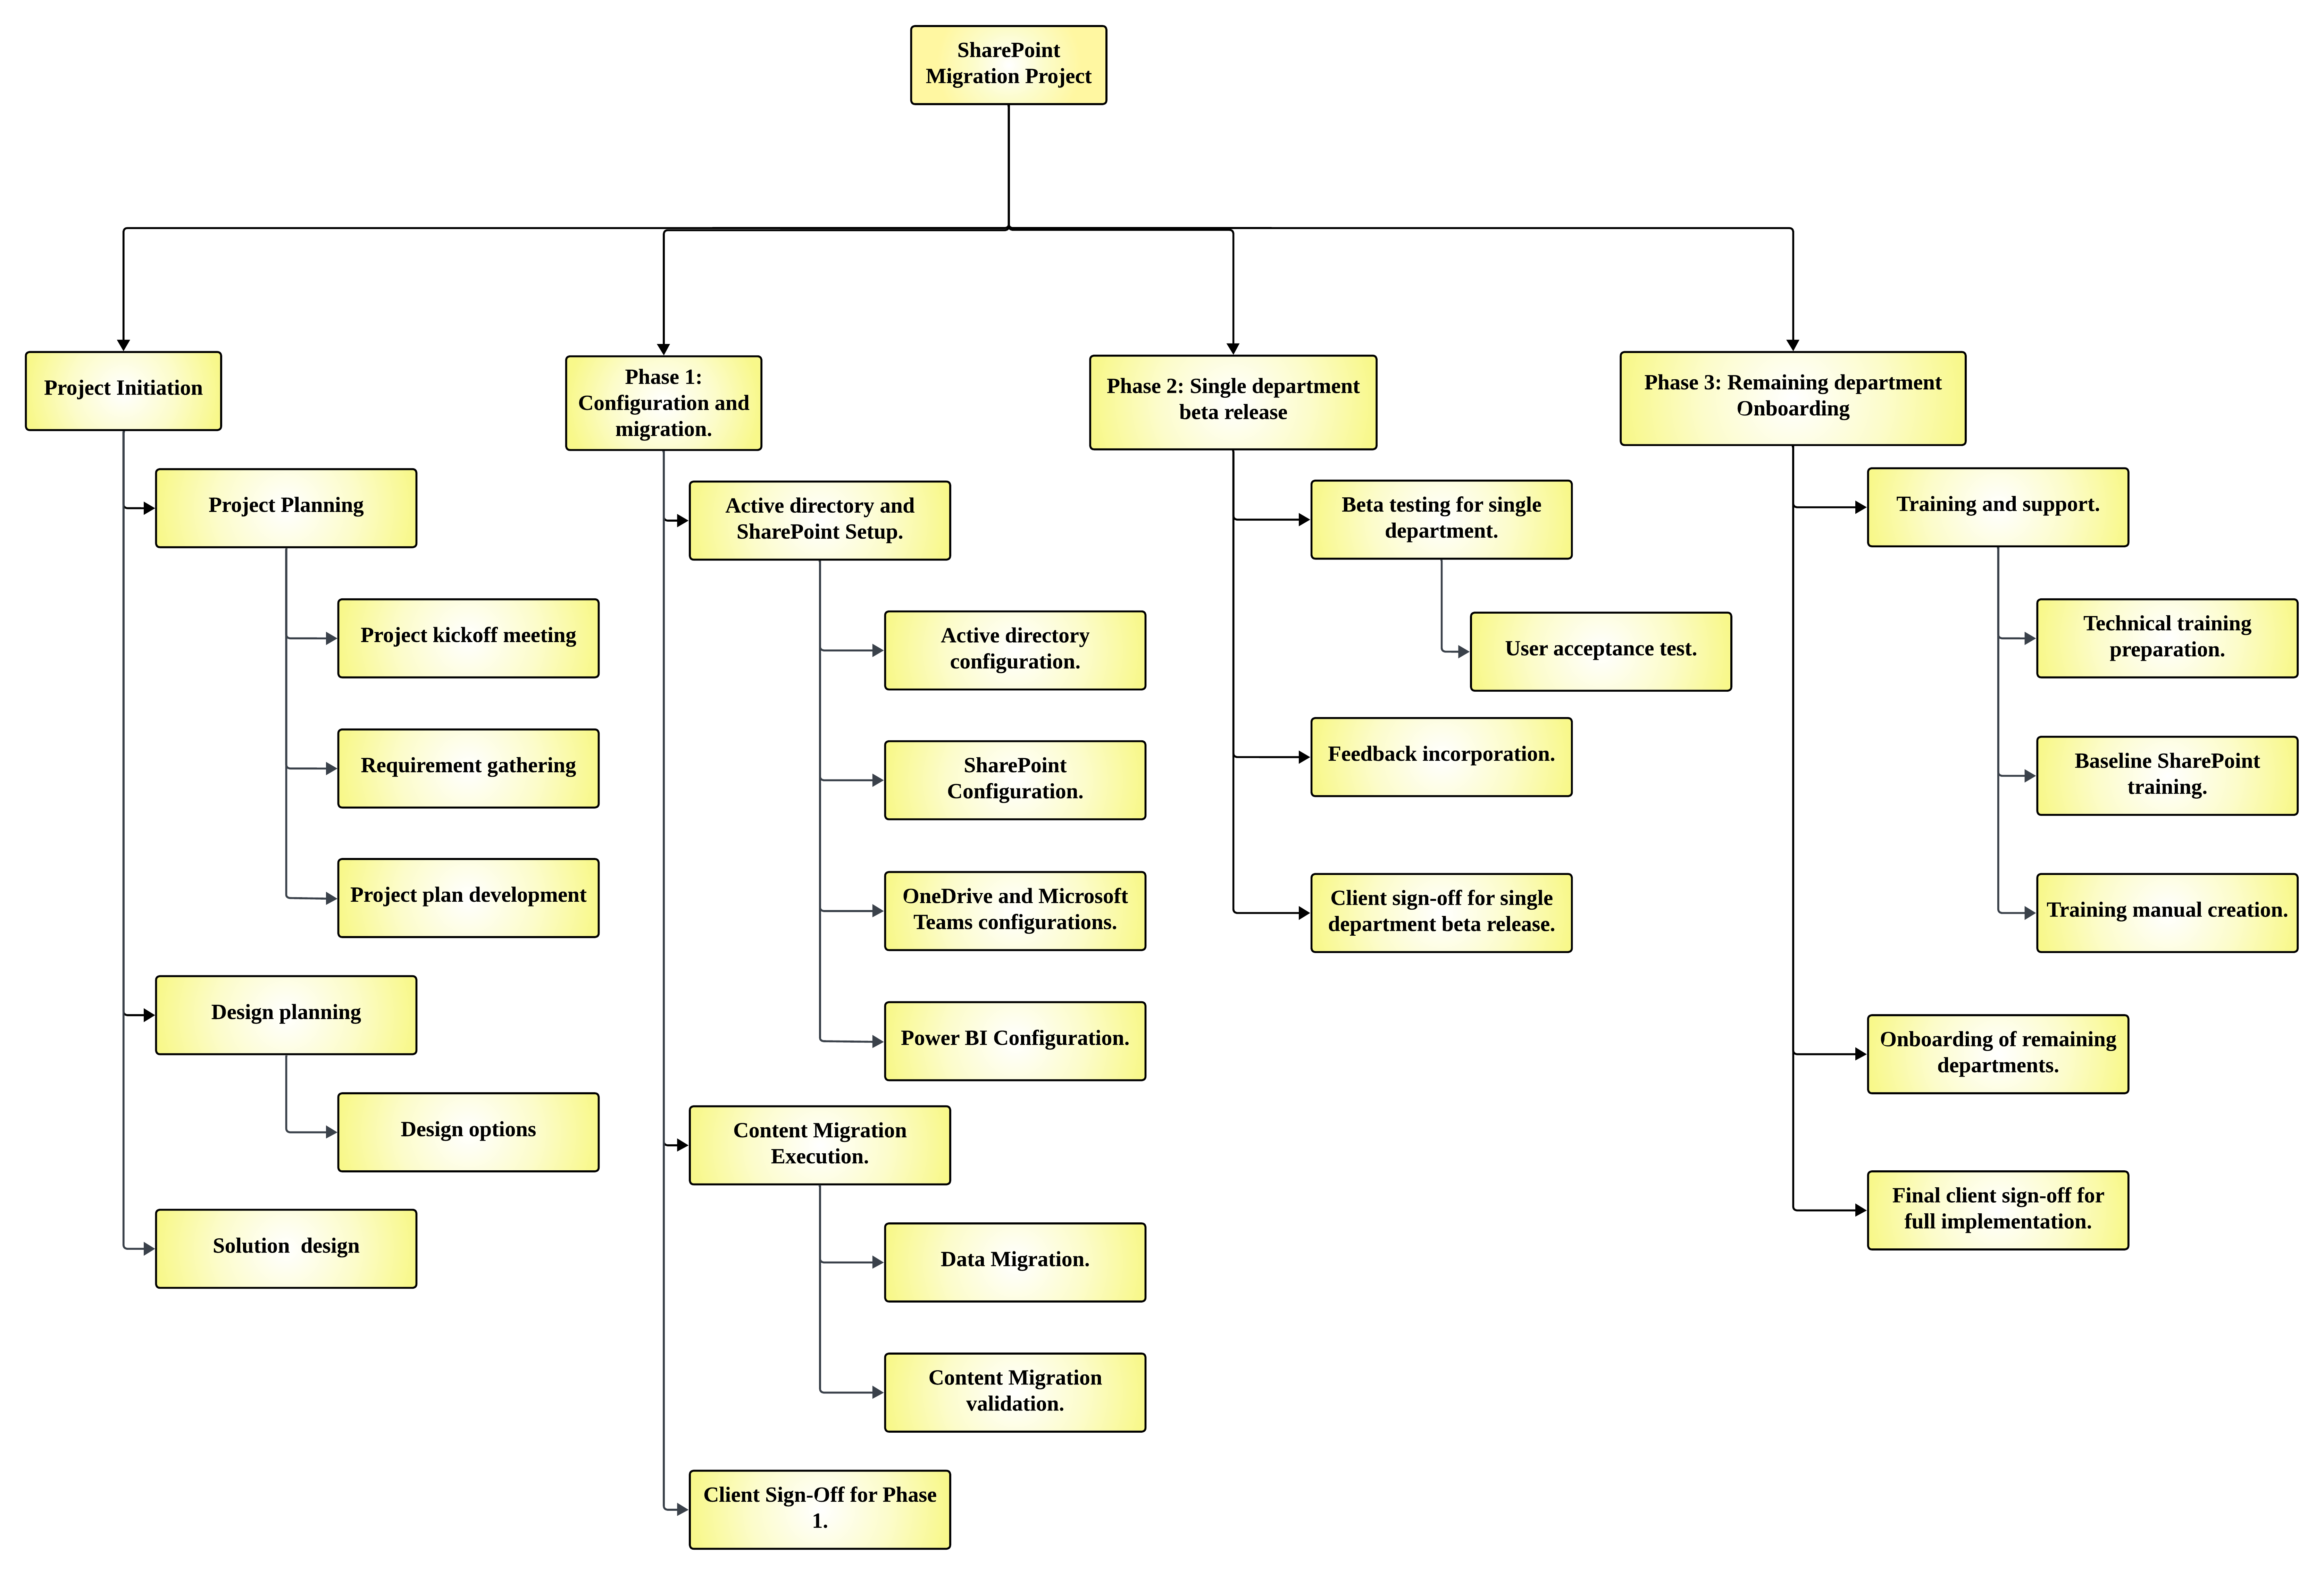 SharePoint
Migration Project
Project Initiation
Project Planning
Project kickoff meeting
Requirement gathering
Project plan development
Design planning
Design options
Solution  design
Phase 1:
Configuration and
migration.
Active directory and
SharePoint Setup.
Active directory
configuration.
SharePoint
Configuration.
OneDrive and Microsoft
Teams configurations.
Power BI Configuration.
Content Migration
Execution.
Data Migration.
Content Migration
validation.
Client Sign-Off for Phase
1.
Phase 2: Single department
beta release
Beta testing for single
department.
User acceptance test.
Feedback incorporation.
Client sign-off for single
department beta release.
Phase 3: Remaining department
Onboarding
Training and support.
Technical training
preparation.
Baseline SharePoint
training.
Training manual creation.
Onboarding of remaining
departments.
Final client sign-off for
full implementation.